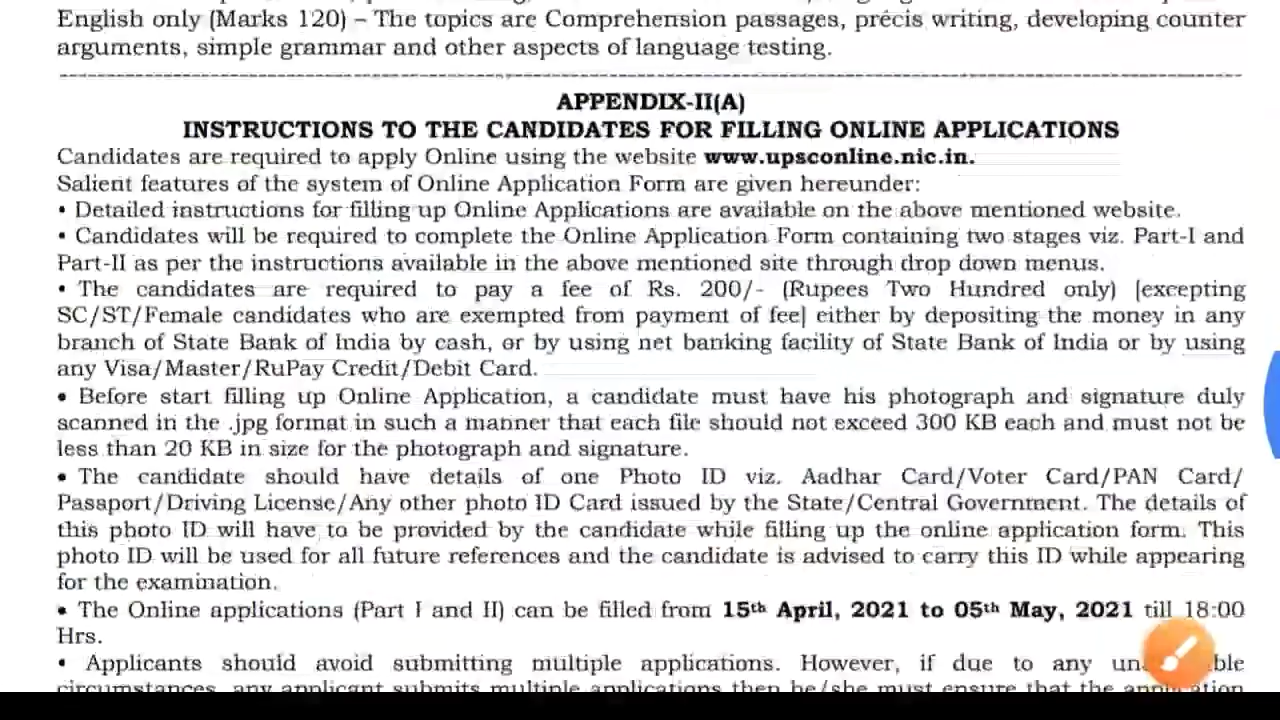 English only (Marks 120) – The topics are Comprehension passages, précis writing, developing counter
arguments, simple grammar and other aspects of language testing.
APPENDIX-II(A)
INSTRUCTIONS TO THE CANDIDATES FOR FILLING ONLINE APPLICATIONS
Candidates are required to apply Online using the website www.upsconline.nic.in.
Salient features of the system of Online Application Form are given hereunder:
• Detailed instructions for filling up Online Applications are available on the above mentioned website.
• Candidates will be required to complete the Online Application Form containing two stages viz. Part-I and
Part-II as per the instructions available in the above mentioned site through drop down menus.
• The candidates are required to pay a fee of Rs. 200/- (Rupees Two Hundred only) [excepting
SC/ST/Female candidates who are exempted from payment of fee] either by depositing the money in any
branch of State Bank of India by cash, or by using net banking facility of State Bank of India or by using
any Visa/Master/RuPay Credit/Debit Card.
• Before start filling up Online Application, a candidate must have his photograph and signature duly
scanned in the .jpg format in such a manner that each file should not exceed 300 KB each and must not be
less than 20 KB in size for the photograph and signature.
• The candidate should have details of one Photo ID viz. Aadhar Card/Voter Card/PAN Card/
Passport/Driving License/Any other photo ID Card issued by the State/Central Government. The details of
this photo ID will have to be provided by the candidate while filling up the online application form. This
photo ID will be used for all future references and the candidate is advised to carry this ID while appearing
for the examination.
• The Online applications (Part I and II) can be filled from 15th April, 2021 to 05th May, 2021 till 18:00
Hrs.
• Applicants should avoid submitting multiple applications. However, if due to any
circumstances, any applicant submits multiple applications then he/she must ensure that the